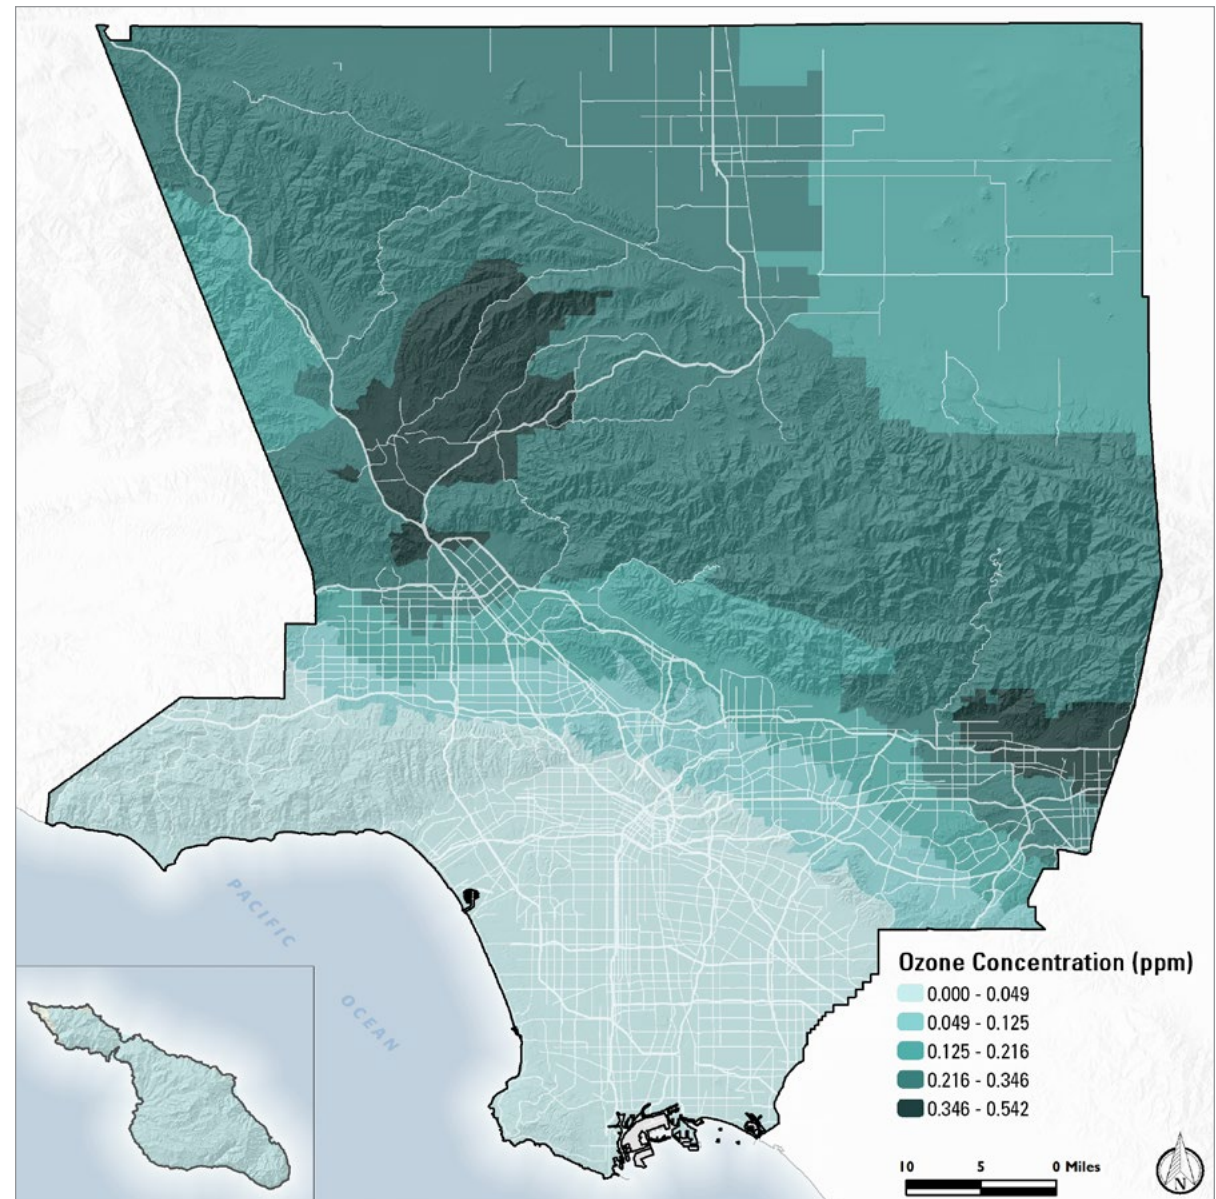 PACIFIC
OCEAN
Ozone Concentration (ppm)
0.000 - 0.049
0.049 - 0.125
0.125 - 0.216
0.216 - 0.346
0.346 - 0.542
10 5 0 Miles
N